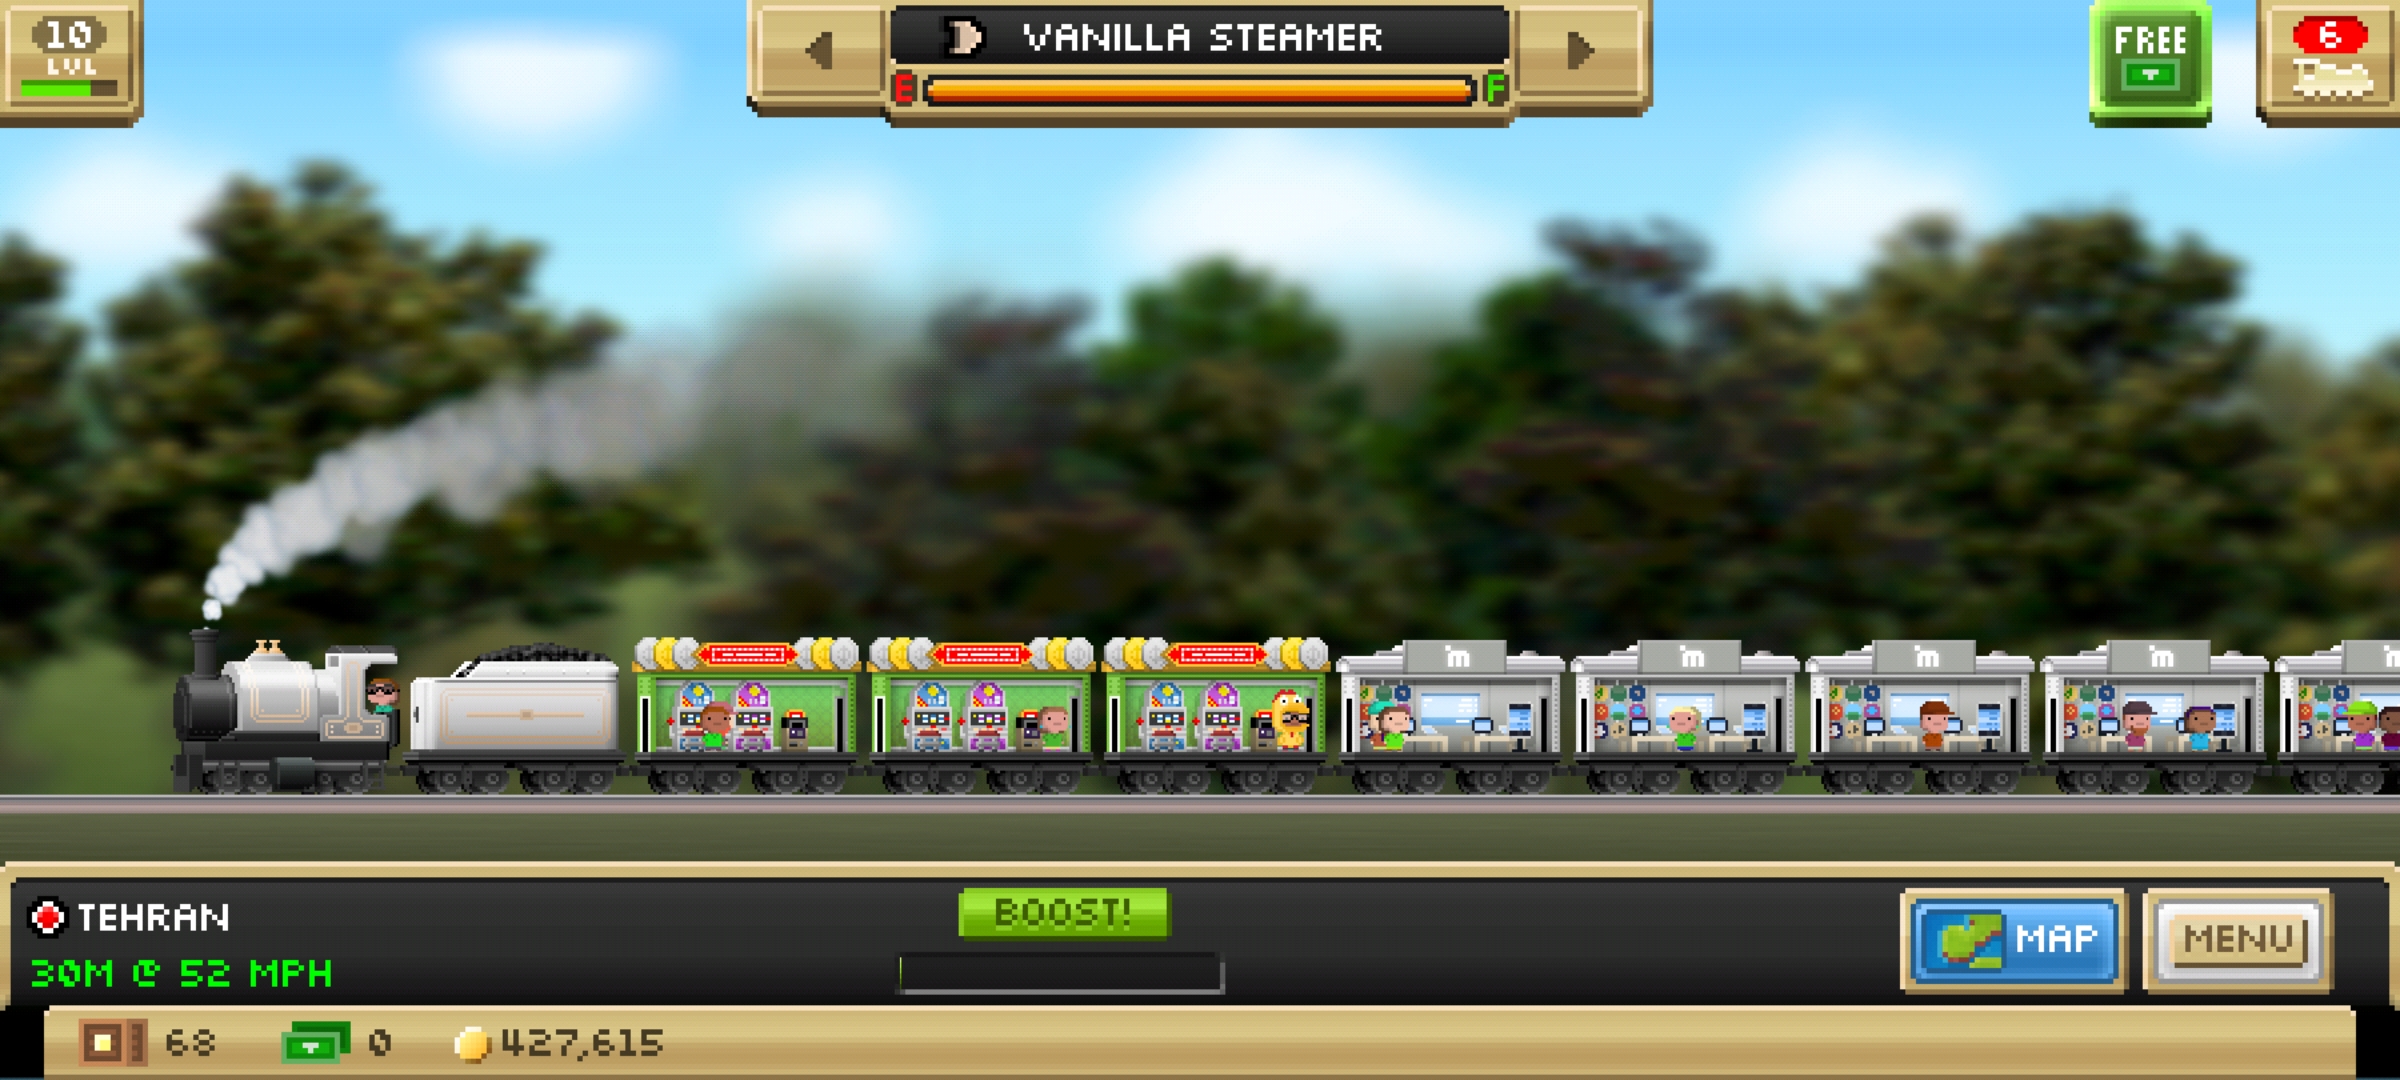 10
LVL
VANILLA STEAMER
E
F
FREE
6
m
m
m
m
TEHRAN
30M @ 52 MPH
BOOST!
MAP
MENU
68
0
427,615